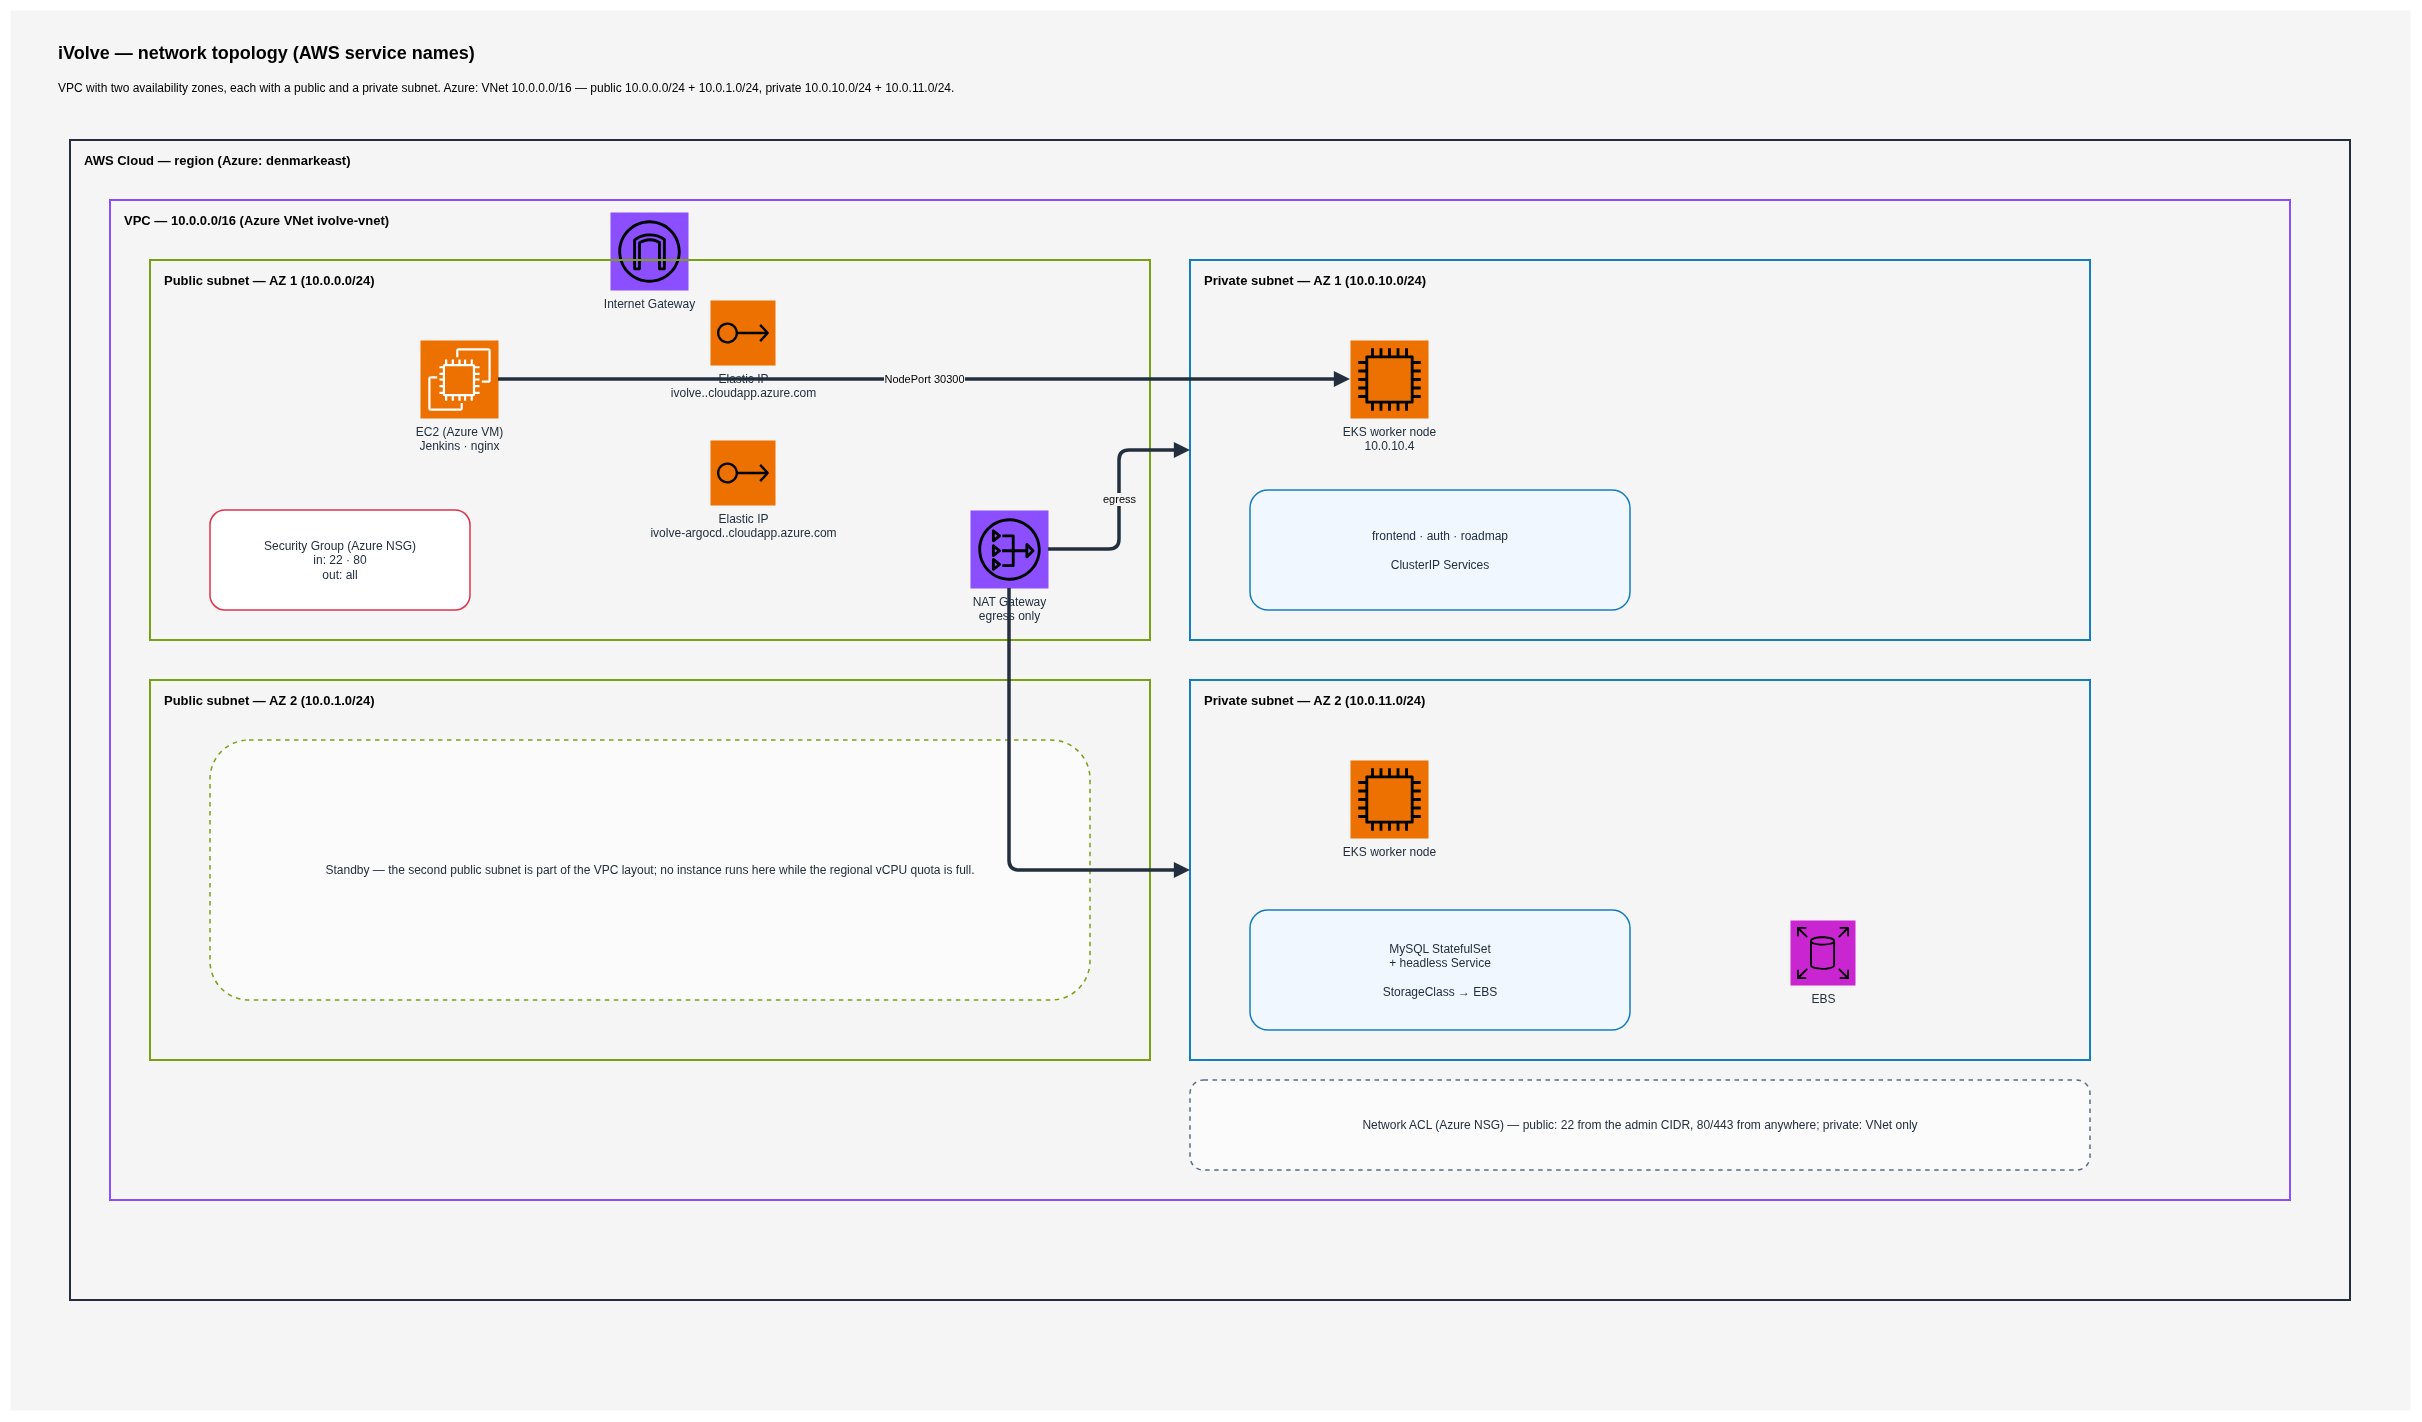 iVolve — network topology (AWS service names)
VPC with two availability zones, each with a public and a private subnet. Azure: VNet 10.0.0.0/16 — public 10.0.0.0/24 + 10.0.1.0/24, private 10.0.10.0/24 + 10.0.11.0/24.
AWS Cloud — region (Azure: denmarkeast)
VPC — 10.0.0.0/16 (Azure VNet ivolve-vnet)
Internet Gateway
Public subnet — AZ 1 (10.0.0.0/24)
Elastic IP
ivolve..cloudapp.azure.com
NodePort 30300
EC2 (Azure VM)
Jenkins · nginx
Elastic IP
ivolve-argocd..cloudapp.azure.com
Security Group (Azure NSG)
in: 22 · 80
out: all
NAT Gateway
egress only
egress
Private subnet — AZ 1 (10.0.10.0/24)
EKS worker node
10.0.10.4
frontend · auth · roadmap
ClusterIP Services
Public subnet — AZ 2 (10.0.1.0/24)
Standby — the second public subnet is part of the VPC layout; no instance runs here while the regional vCPU quota is full.
Private subnet — AZ 2 (10.0.11.0/24)
EKS worker node
MySQL StatefulSet
+ headless Service
StorageClass → EBS
EBS
Network ACL (Azure NSG) — public: 22 from the admin CIDR, 80/443 from anywhere; private: VNet only